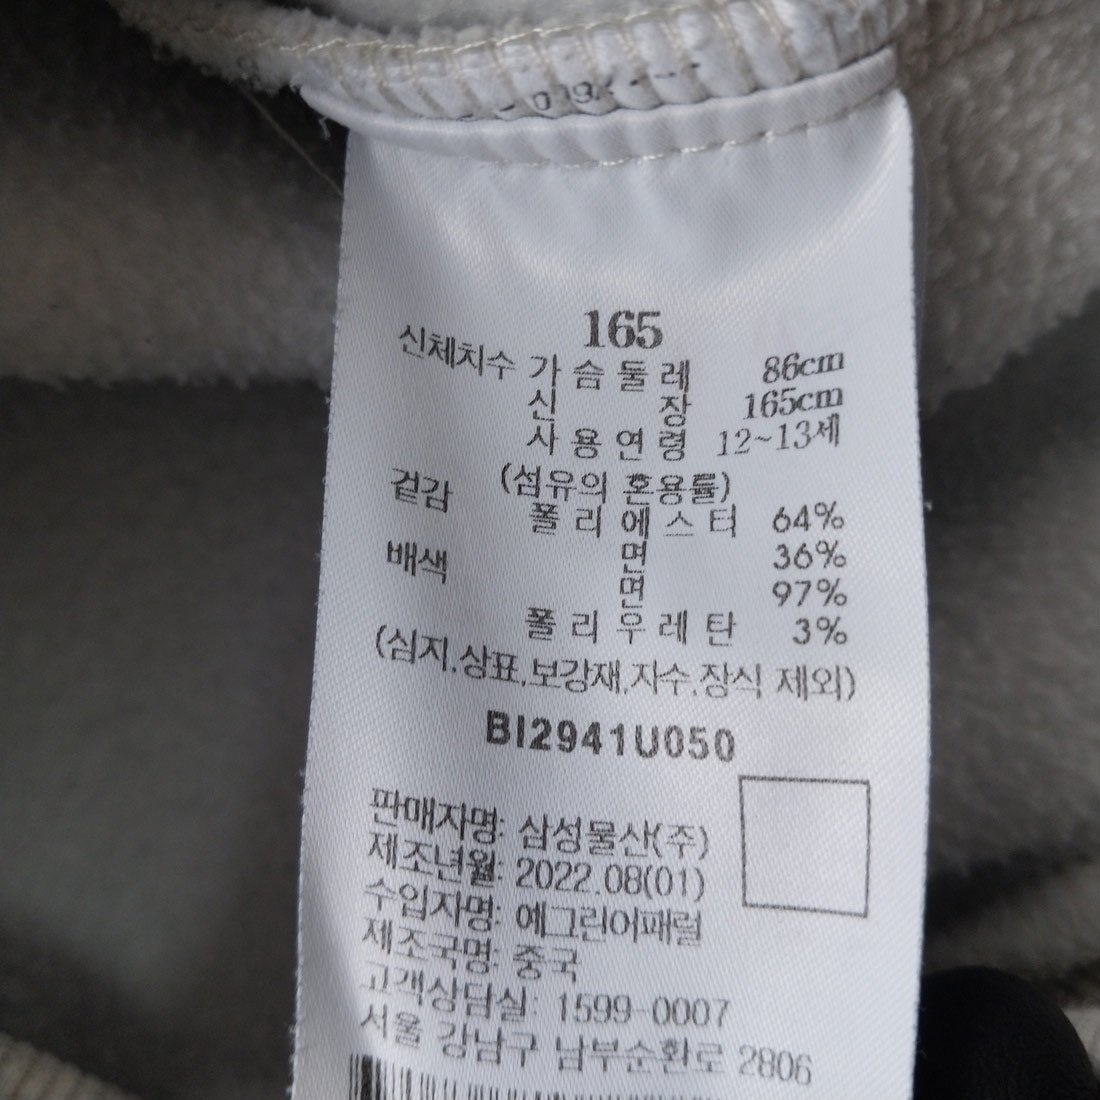 165
신체치수 가슴둘레 86cm
신장 165cm
사용연령 12~13세
(섬유의 혼용률)
겉감 폴리에스터 64%
면 36%
배색 면 97%
폴리우레탄 3%
(심지,상표,보강재,자수,장식 제외)
BI2941U050
판매자명: 삼성물산(주)
제조년월: 2022.08(01)
수입자명: 예그린어패럴
제조국명: 중국
고객상담실: 1599-0007
서울 강남구 남부순환로 2806